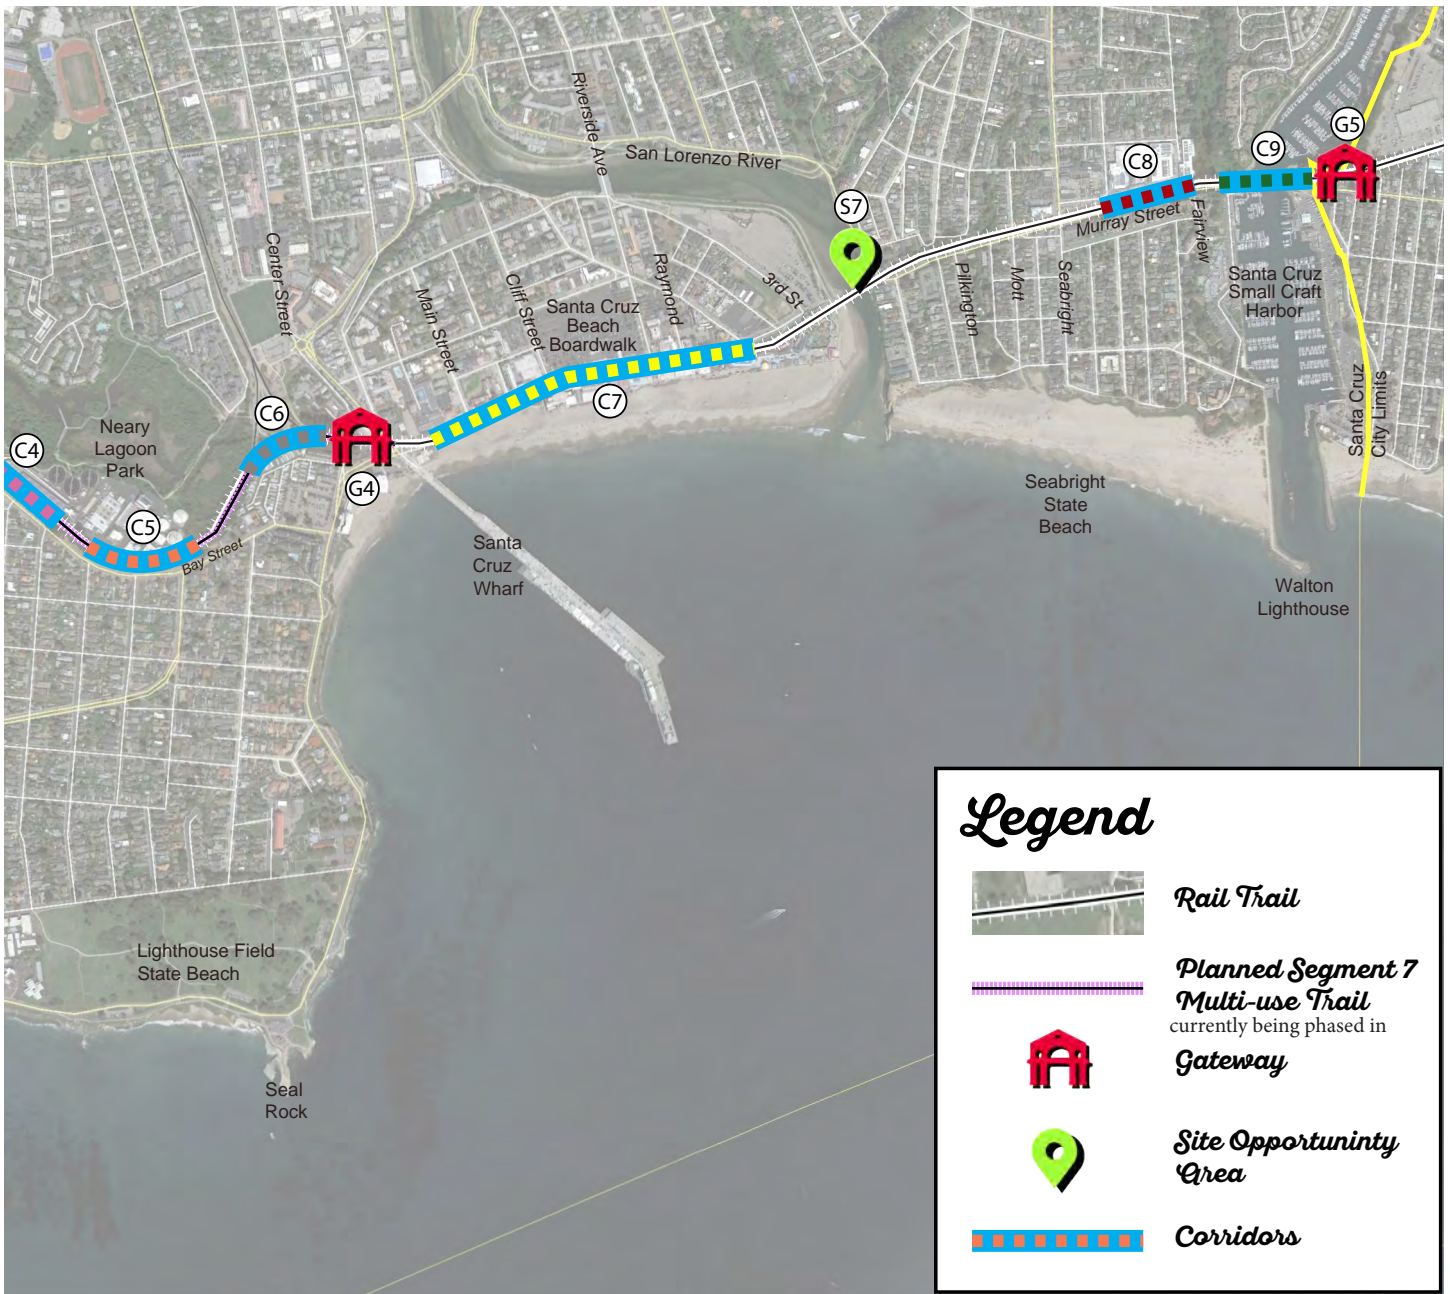 G5
Riverside Ave
San Lorenzo River
C8
C9
S7
Murray Street
Fairview
Center Street
Main Street
Cliff Street
Raymond
3rd St
Pilkington
Mott
Seabright
Santa Cruz
Small Craft
Harbor
Santa Cruz
Beach
Boardwalk
C7
Santa Cruz
City Limits
C6
Neary
Lagoon
Park
C4
G4
C5
Bay Street
Seabright
State
Beach
Santa
Cruz
Wharf
Walton
Lighthouse
Lighthouse Field
State Beach
Seal
Rock
Legend
Rail Trail
Planned Segment 7
Multi-use Trail
currently being phased in
Gateway
Site Opportuninty
Area
Corridors